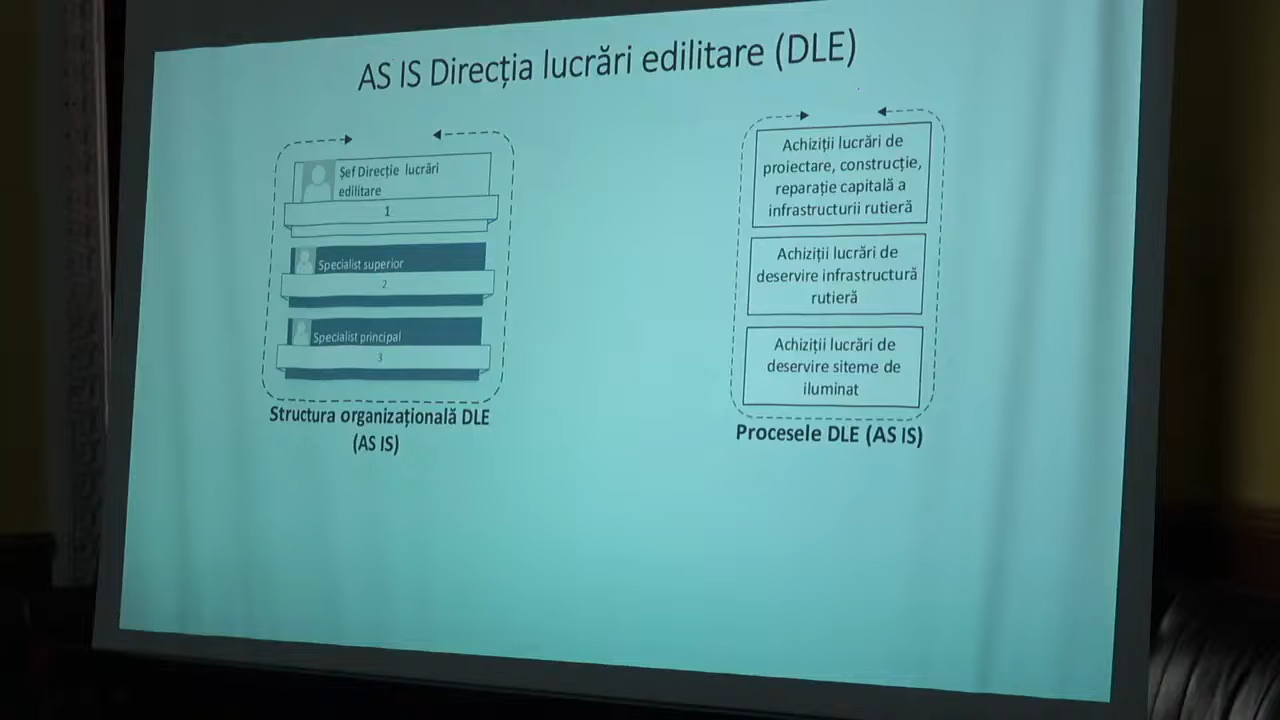 AS IS Direcția lucrări edilitare (DLE)
Șef Direcție lucrări
edilitare
1
Specialist superior
2
Specialist principal
3
Structura organizațională DLE
(AS IS)
Achiziții lucrări de
proiectare, construcție,
reparație capitală a
infrastructurii rutieră
Achiziții lucrări de
deservire infrastructură
rutieră
Achiziții lucrări de
deservire siteme de
iluminat
Procesele DLE (AS IS)